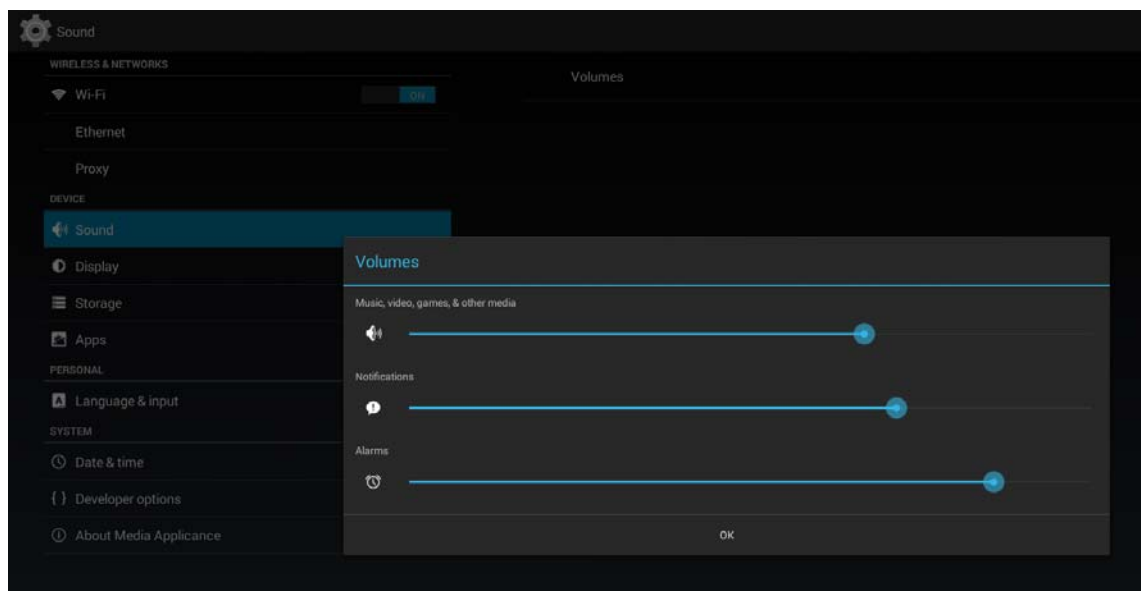 Sound
WIRELESS & NETWORKS
Wi-Fi
ON
Ethernet
Proxy
DEVICE
Sound
Display
Storage
Apps
PERSONAL
Language & input
SYSTEM
Date & time
{ } Developer options
About Media Applicance
Volumes
Volumes
Music, video, games, & other media
Notifications
Alarms
OK